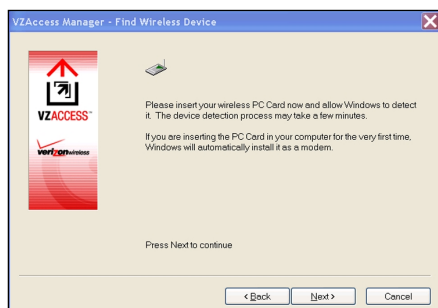 VZAccess Manager - Find Wireless Device
VZACCESS℠
verizonwireless
Please insert your wireless PC Card now and allow Windows to detect
it. The device detection process may take a few minutes.
If you are inserting the PC Card in your computer for the very first time,
Windows will automatically install it as a modem.
Press Next to continue
< Back
Next >
Cancel